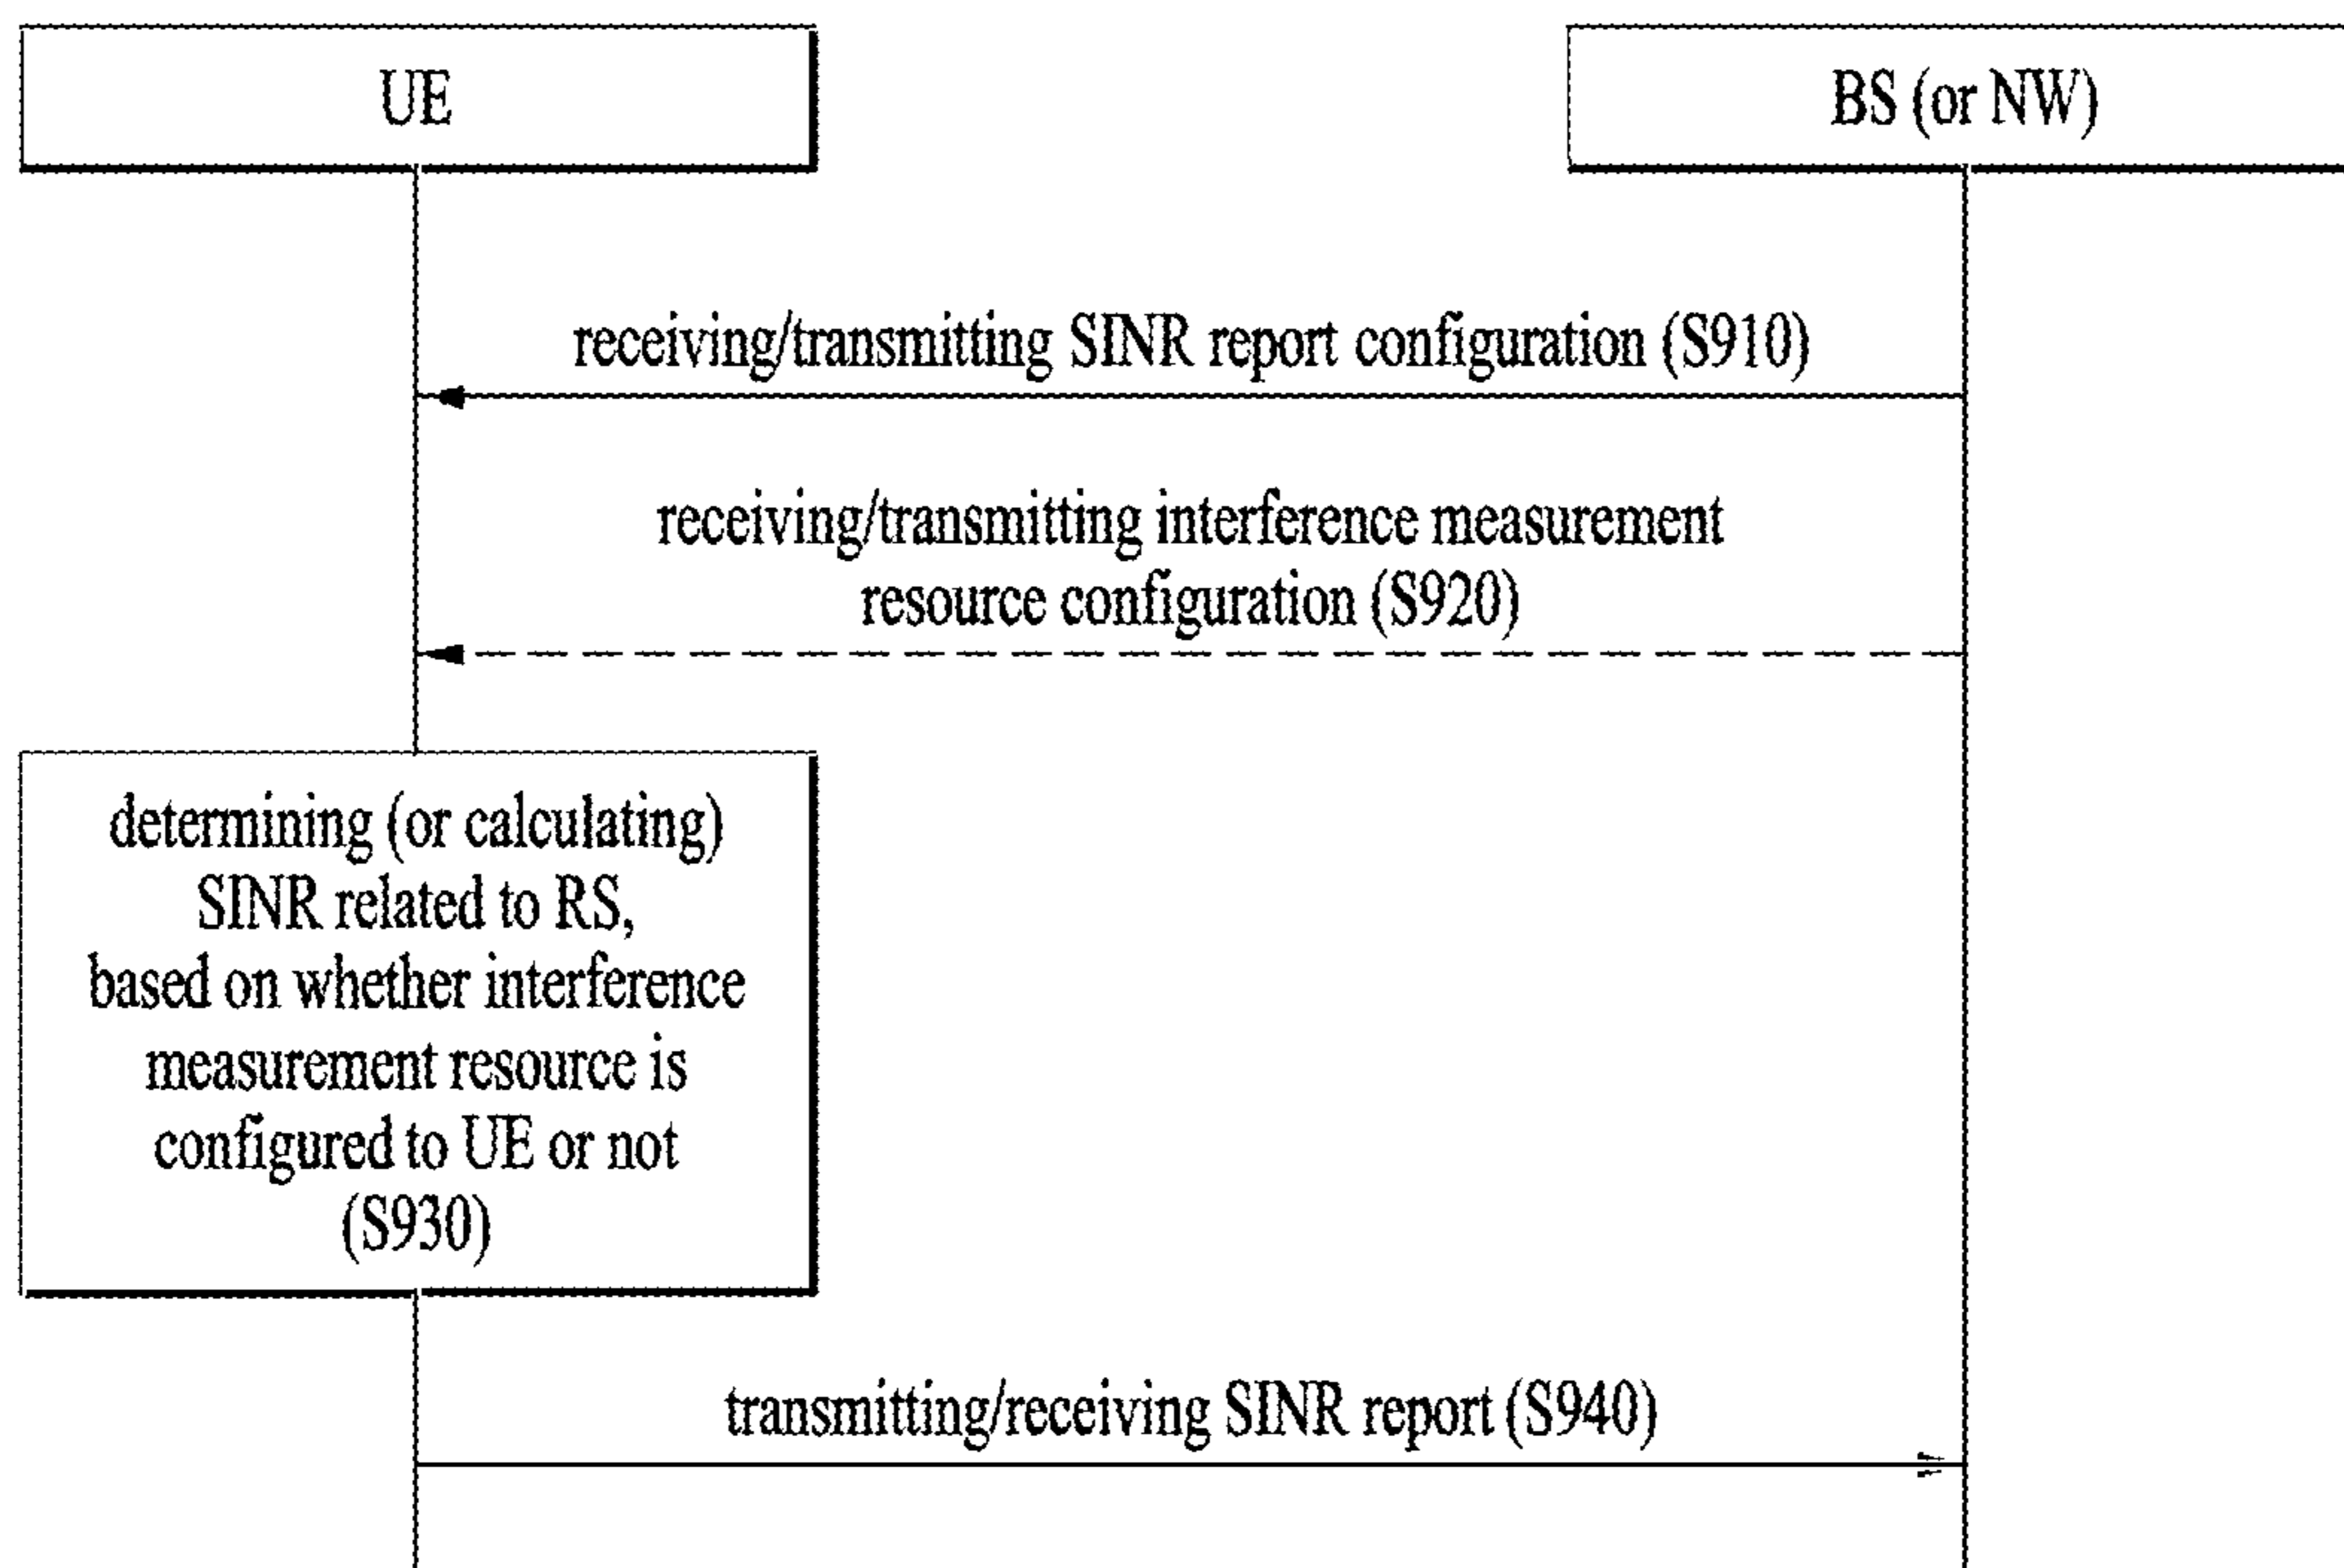 UE
BS (or NW)
receiving/transmitting SINR report configuration (S910)
receiving/transmitting interference measurement
resource configuration (S920)
determining (or calculating)
SINR related to RS,
based on whether interference
measurement resource is
configured to UE or not
(S930)
transmitting/receiving SINR report (S940)